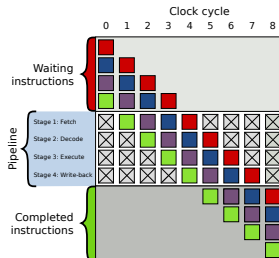 Clock cycle
0 1 2 3 4 5 6 7 8
Waiting
instructions
Pipeline
Stage 1: Fetch
Stage 2: Decode
Stage 3: Execute
Stage 4: Write-back
Completed
instructions